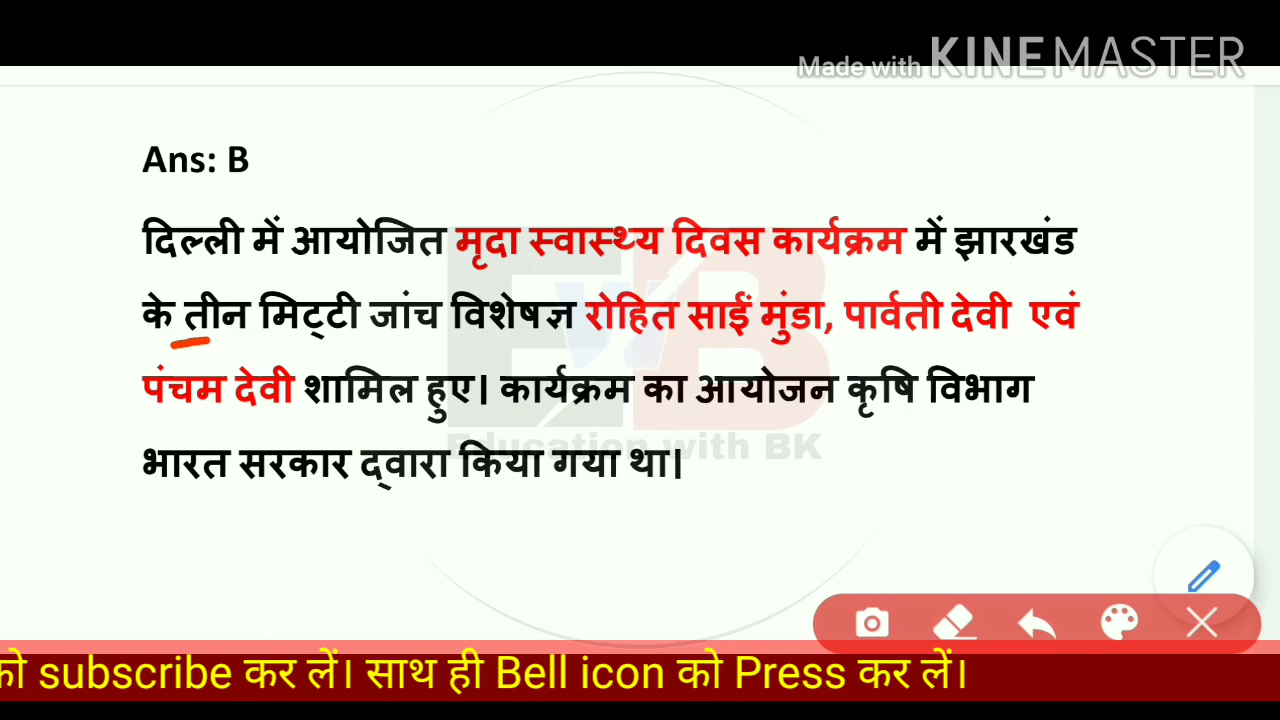 Made with KINEMASTER
Ans: B
दिल्ली में आयोजित मृदा स्वास्थ्य दिवस कार्यक्रम में झारखंड
के तीन मिट्टी जांच विशेषज्ञ रोहित साईं मुंडा, पार्वती देवी एवं
पंचम देवी शामिल हुए। कार्यक्रम का आयोजन कृषि विभाग
भारत सरकार द्वारा किया गया था।
EwB
Education with BK
को subscribe कर लें। साथ ही Bell icon को Press कर लें।